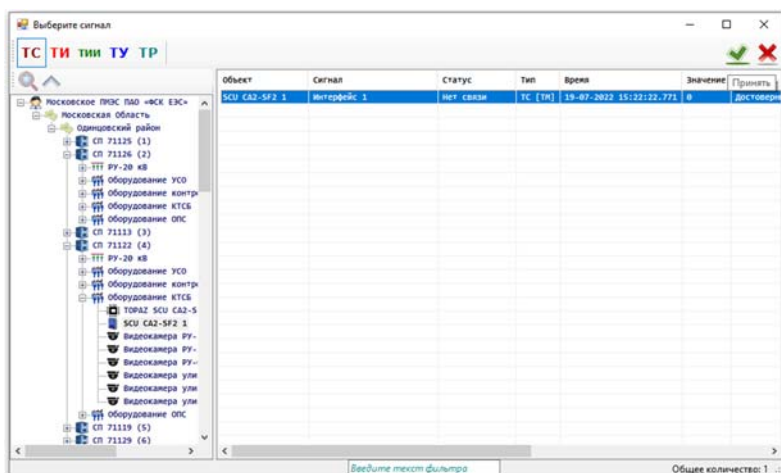 Выберите сигнал
ТС ТИ ТИИ ТУ ТР
Объект Сигнал Статус Тип Время Значение
Принять
SCU CA2-SF2 1 Интерфейс 1 Нет связи ТС [ТМ] 19-07-2022 15:22:22.771 0 Достоверн
Московское ПМЭС ПАО «ФСК ЕЭС»
Московская Область
Одинцовский район
СП 71125 (1)
СП 71126 (2)
РУ-20 кВ
Оборудование УСО
Оборудование контр
Оборудование КТСБ
Оборудование ОПС
СП 71113 (3)
СП 71122 (4)
РУ-20 кВ
Оборудование УСО
Оборудование контр
Оборудование КТСБ
TOPAZ SCU CA2-S
SCU CA2-SF2 1
Видеокамера РУ-
Видеокамера РУ-
Видеокамера РУ-
Видеокамера ули
Видеокамера ули
Видеокамера ули
Оборудование ОПС
СП 71119 (5)
СП 71129 (6)
Введите текст фильтра
Общее количество: 1